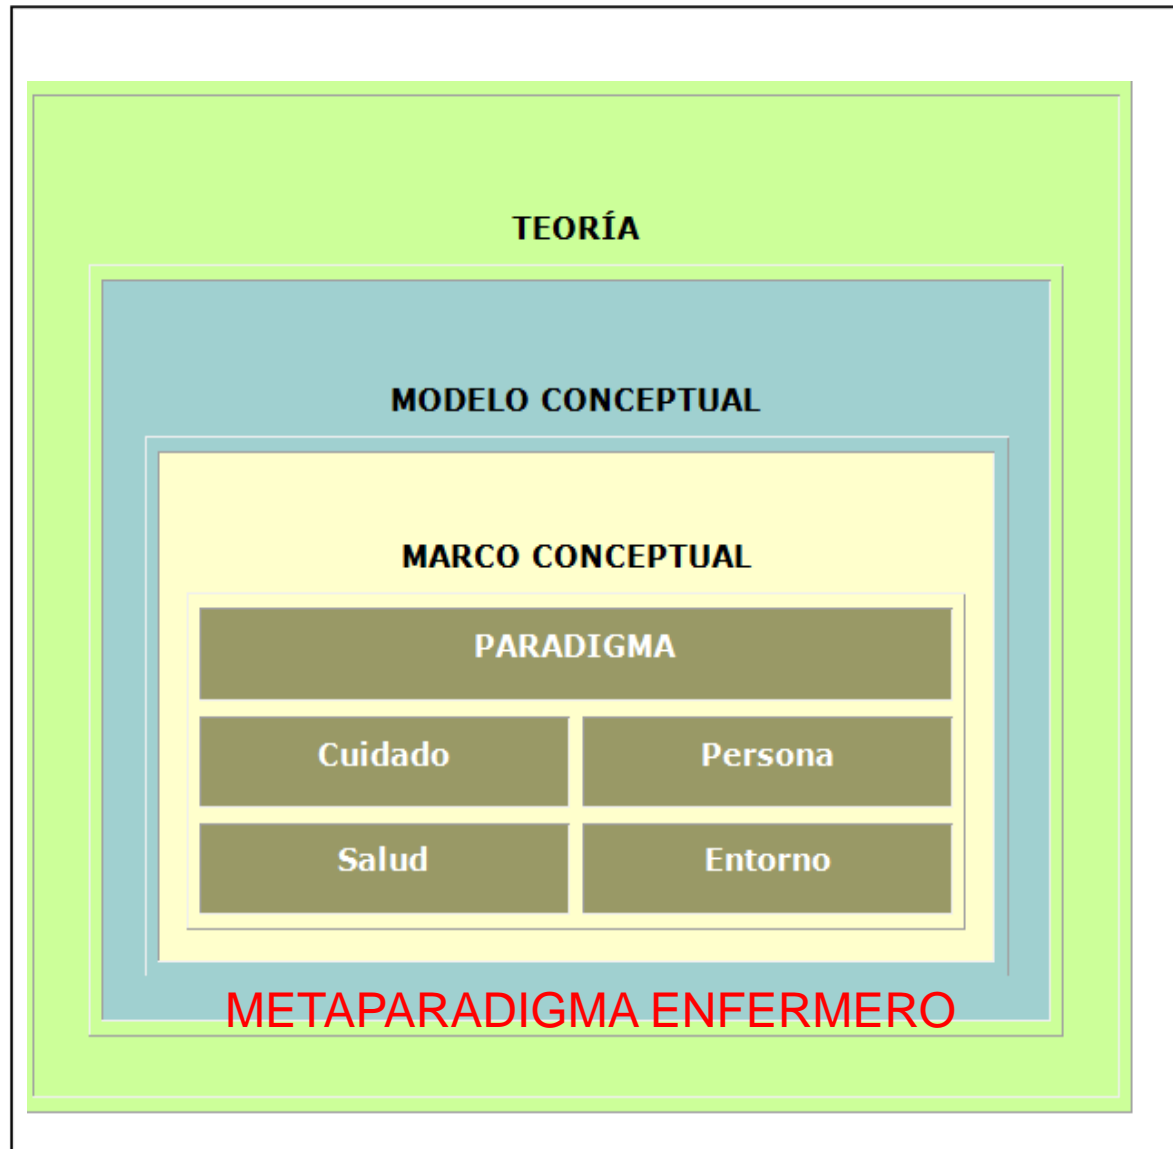 TEORÍA
MODELO CONCEPTUAL
MARCO CONCEPTUAL
PARADIGMA
Cuidado
Persona
Salud
Entorno
METAPARADIGMA ENFERMERO